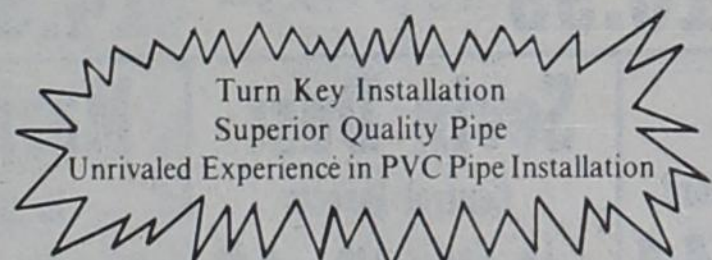 Turn Key Installation
Superior Quality Pipe
Unrivaled Experience in PVC Pipe Installation